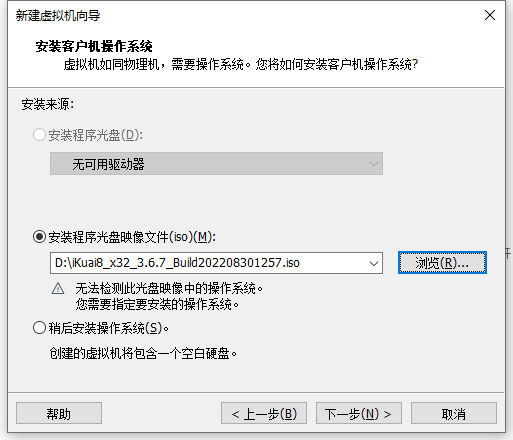 新建虚拟机向导
安装客户机操作系统
虚拟机如同物理机，需要操作系统。您将如何安装客户机操作系统?
安装来源:
安装程序光盘(D):
无可用驱动器
安装程序光盘映像文件(iso)(M):
D:\iKuai8_x32_3.6.7_Build202208301257.iso
浏览(R)...
无法检测此光盘映像中的操作系统。
您需要指定要安装的操作系统。
稍后安装操作系统(S)。
创建的虚拟机将包含一个空白硬盘。
帮助
< 上一步(B)
下一步(N) >
取消